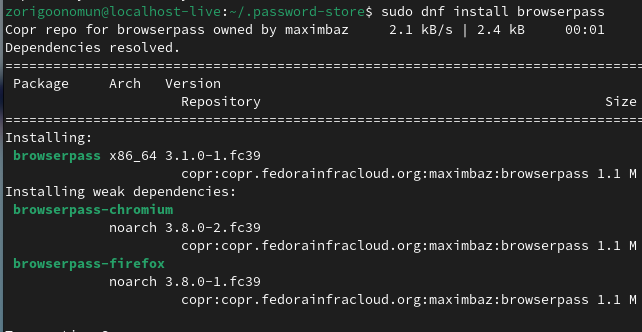 zorigoonomun@localhost-live:~/.password-store$ sudo dnf install browserpass
Copr repo for browserpass owned by maximbaz     2.1 kB/s | 2.4 kB     00:01
Dependencies resolved.
================================================================================
 Package     Arch   Version
                      Repository                                           Size
================================================================================
Installing:
 browserpass x86_64 3.1.0-1.fc39
                      copr:copr.fedorainfracloud.org:maximbaz:browserpass 1.1 M
Installing weak dependencies:
 browserpass-chromium
             noarch 3.8.0-2.fc39
                      copr:copr.fedorainfracloud.org:maximbaz:browserpass 1.1 M
 browserpass-firefox
             noarch 3.8.0-1.fc39
                      copr:copr.fedorainfracloud.org:maximbaz:browserpass 1.1 M